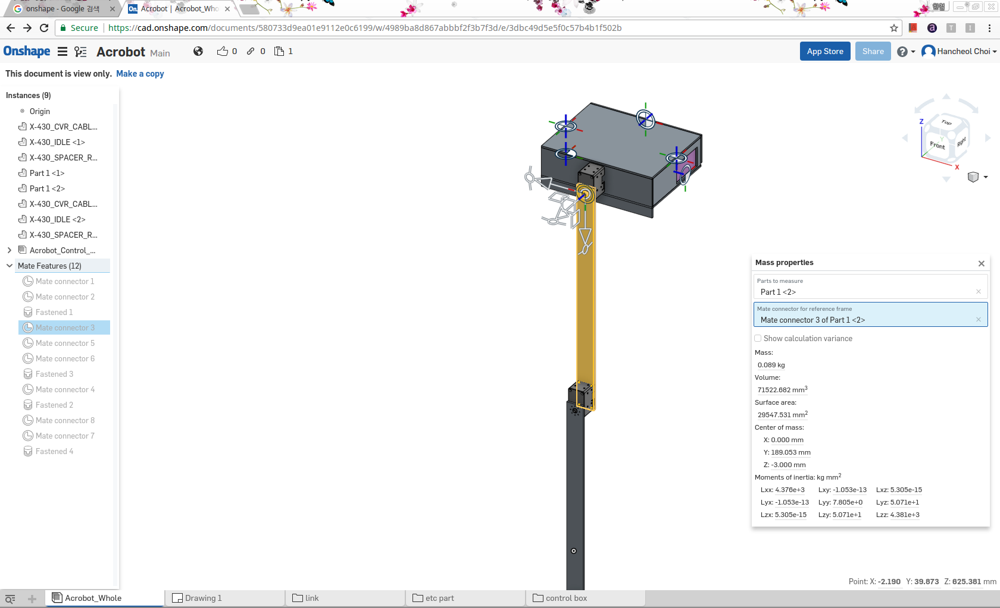 onshape - Google 검색
Acrobot | Acrobot_Who
한컴
Secure
https://cad.onshape.com/documents/580733d9ea01e9112e0c6199/w/4989ba8d867abbbf2f3b7f3d/e/3dbc49d5e5f0c57b4b1f502b
Onshape
Acrobot Main
0
0
1
App Store
Share
Hancheol Choi
This document is view only. Make a copy
Instances (9)
Origin
X-430_CVR_CABL...
X-430_IDLE <1>
X-430_SPACER_R...
Part 1 <1>
Part 1 <2>
X-430_CVR_CABL...
X-430_IDLE <2>
X-430_SPACER_R...
Acrobot_Control_...
Mate Features (12)
Mate connector 1
Mate connector 2
Fastened 1
Mate connector 3
Mate connector 5
Mate connector 6
Fastened 3
Mate connector 4
Fastened 2
Mate connector 8
Mate connector 7
Fastened 4
Z
Top
Front
Right
Y
X
Mass properties
Parts to measure
Part 1 <2>
Mate connector for reference frame
Mate connector 3 of Part 1 <2>
Show calculation variance
Mass:
0.089 kg
Volume:
71522.682 mm3
Surface area:
29547.531 mm2
Center of mass:
X: 0.000 mm
Y: 189.053 mm
Z: -3.000 mm
Moments of inertia: kg mm2
Lxx: 4.376e+3 Lxy: -1.053e-13 Lxz: 5.305e-15
Lyx: -1.053e-13 Lyy: 7.805e+0 Lyz: 5.071e+1
Lzx: 5.305e-15 Lzy: 5.071e+1 Lzz: 4.381e+3
Point: X: -2.190 Y: 39.873 Z: 625.381 mm
Acrobot_Whole
Drawing 1
link
etc part
control box